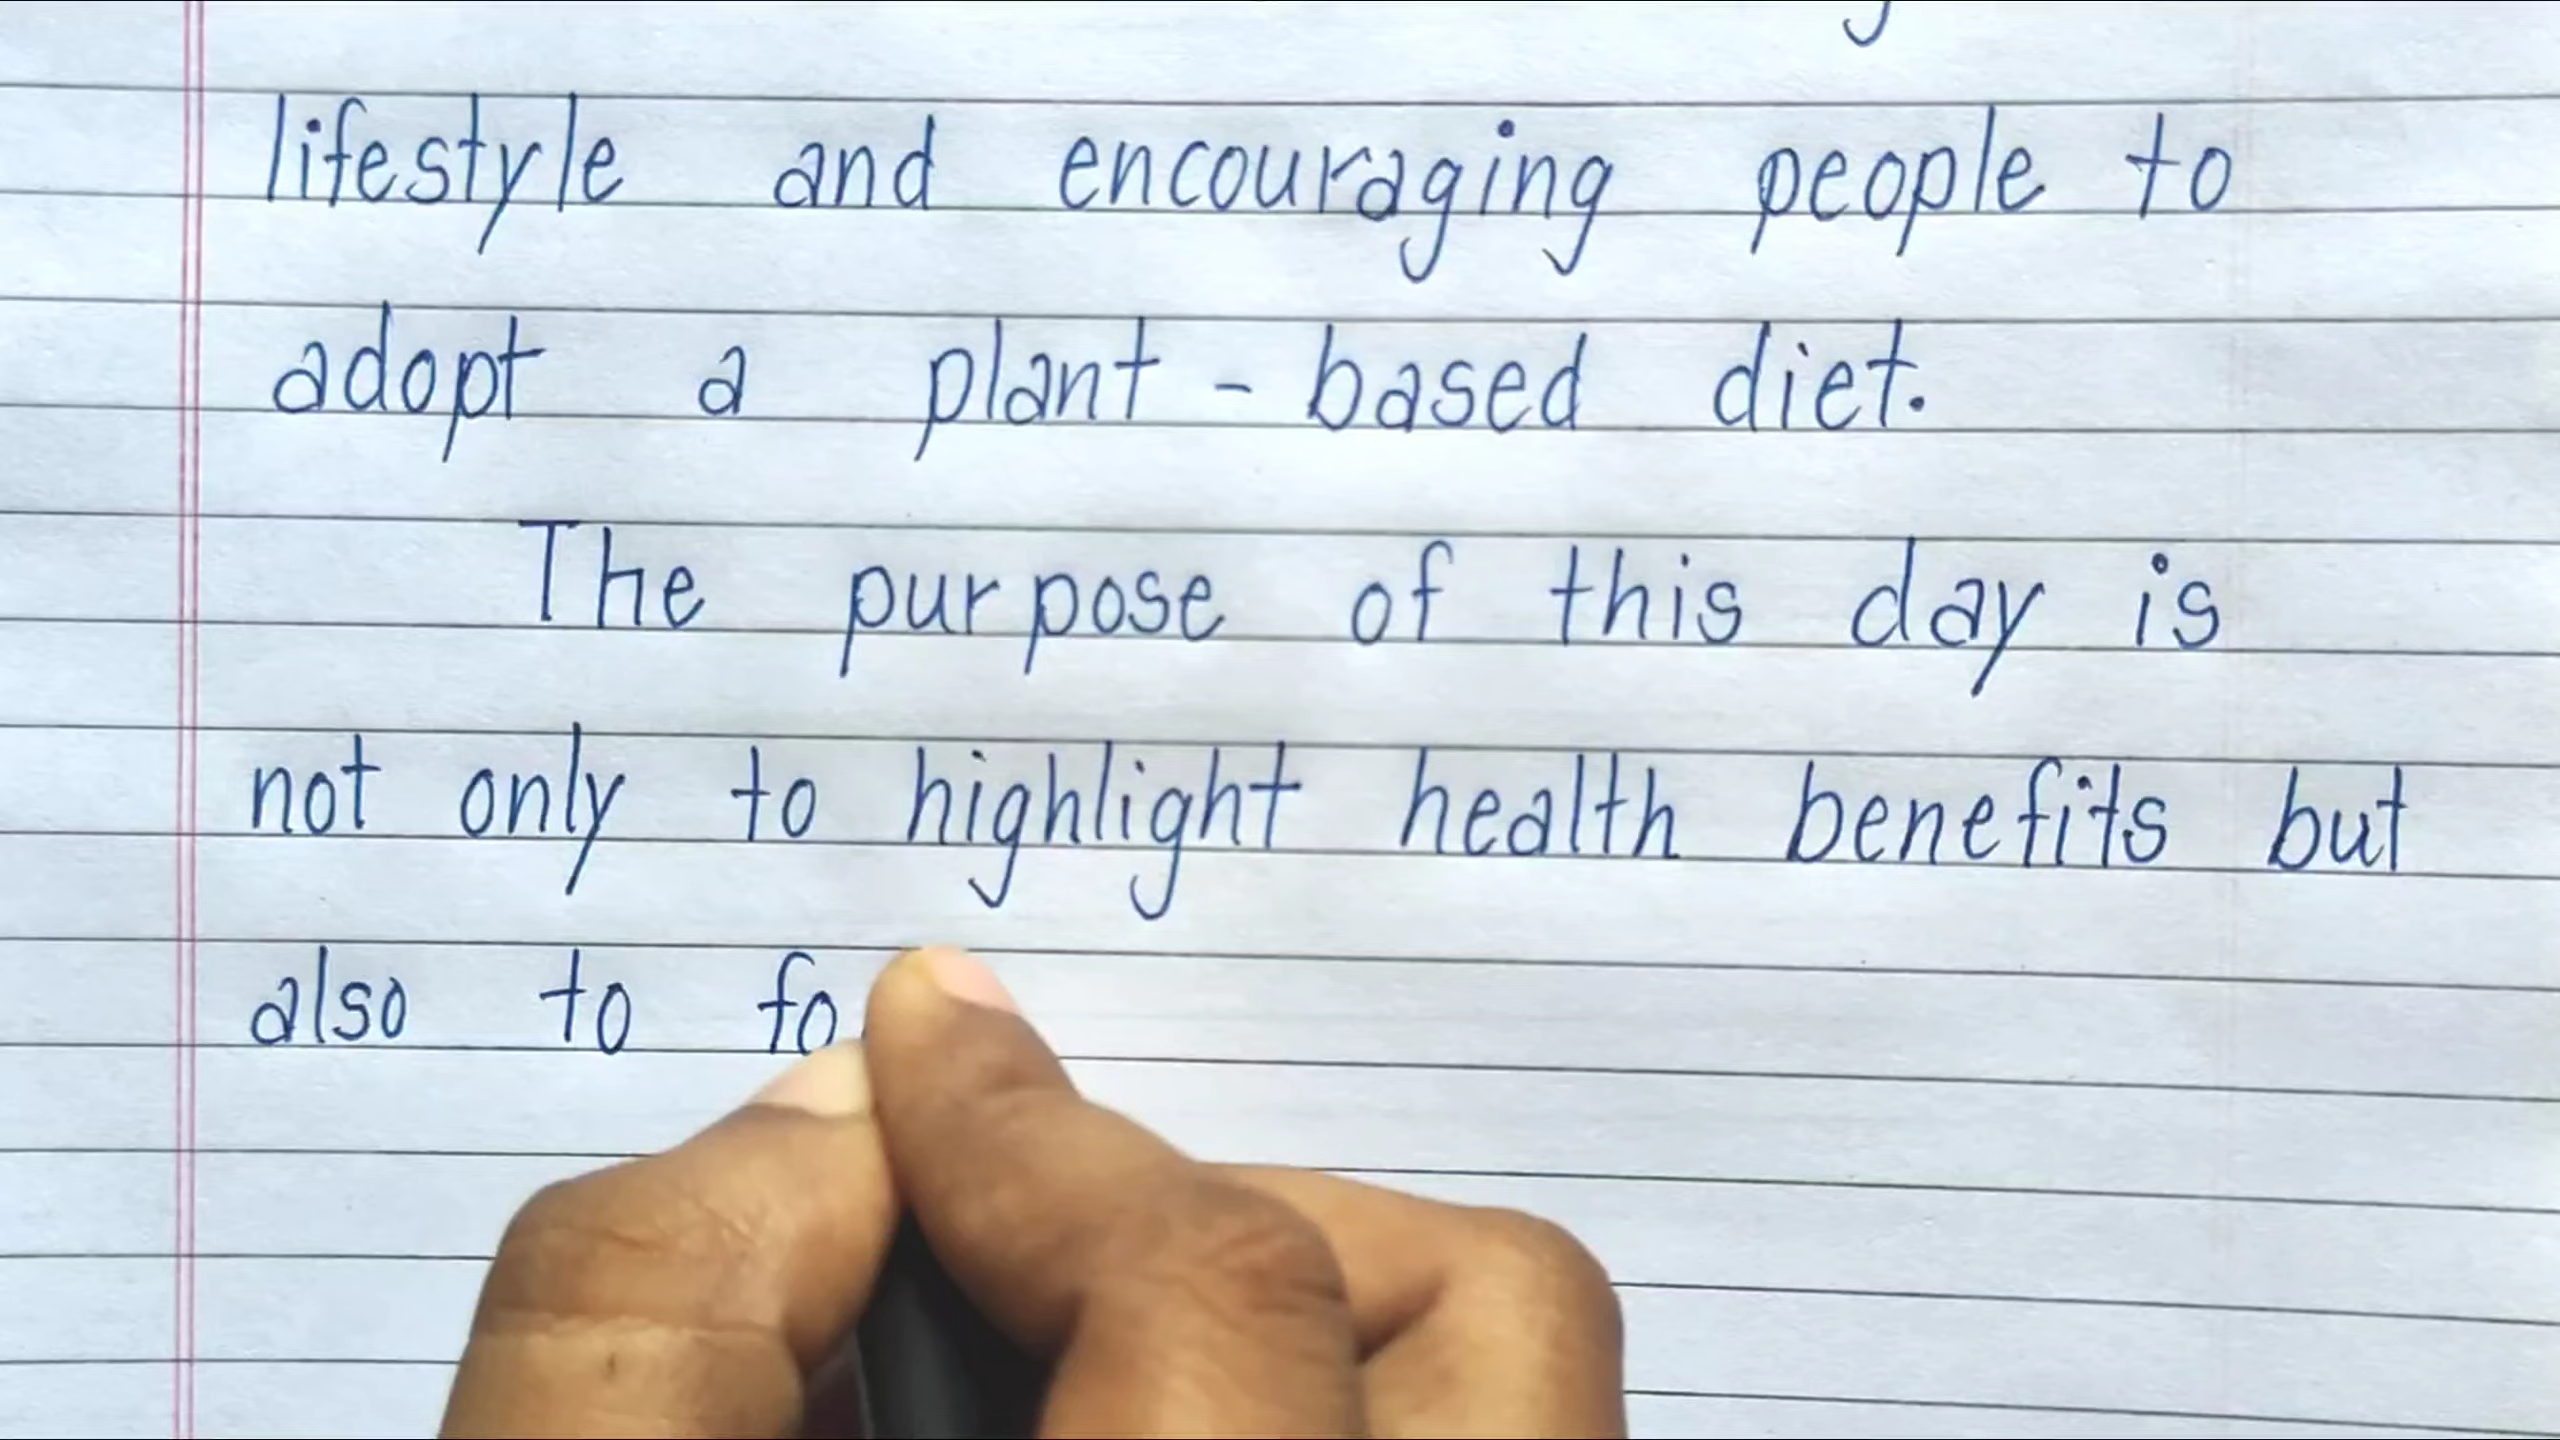 lifestyle and encouraging people to
adopt a plant-based diet.
The purpose of this day is
not only to highlight health benefits but
also to fo